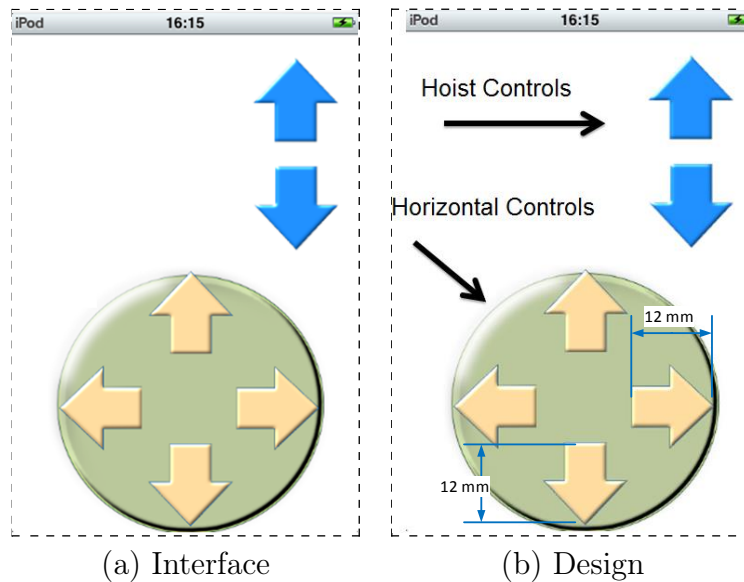 iPod 16:15
iPod 16:15
Hoist Controls
Horizontal Controls
12 mm
12 mm
(a) Interface
(b) Design